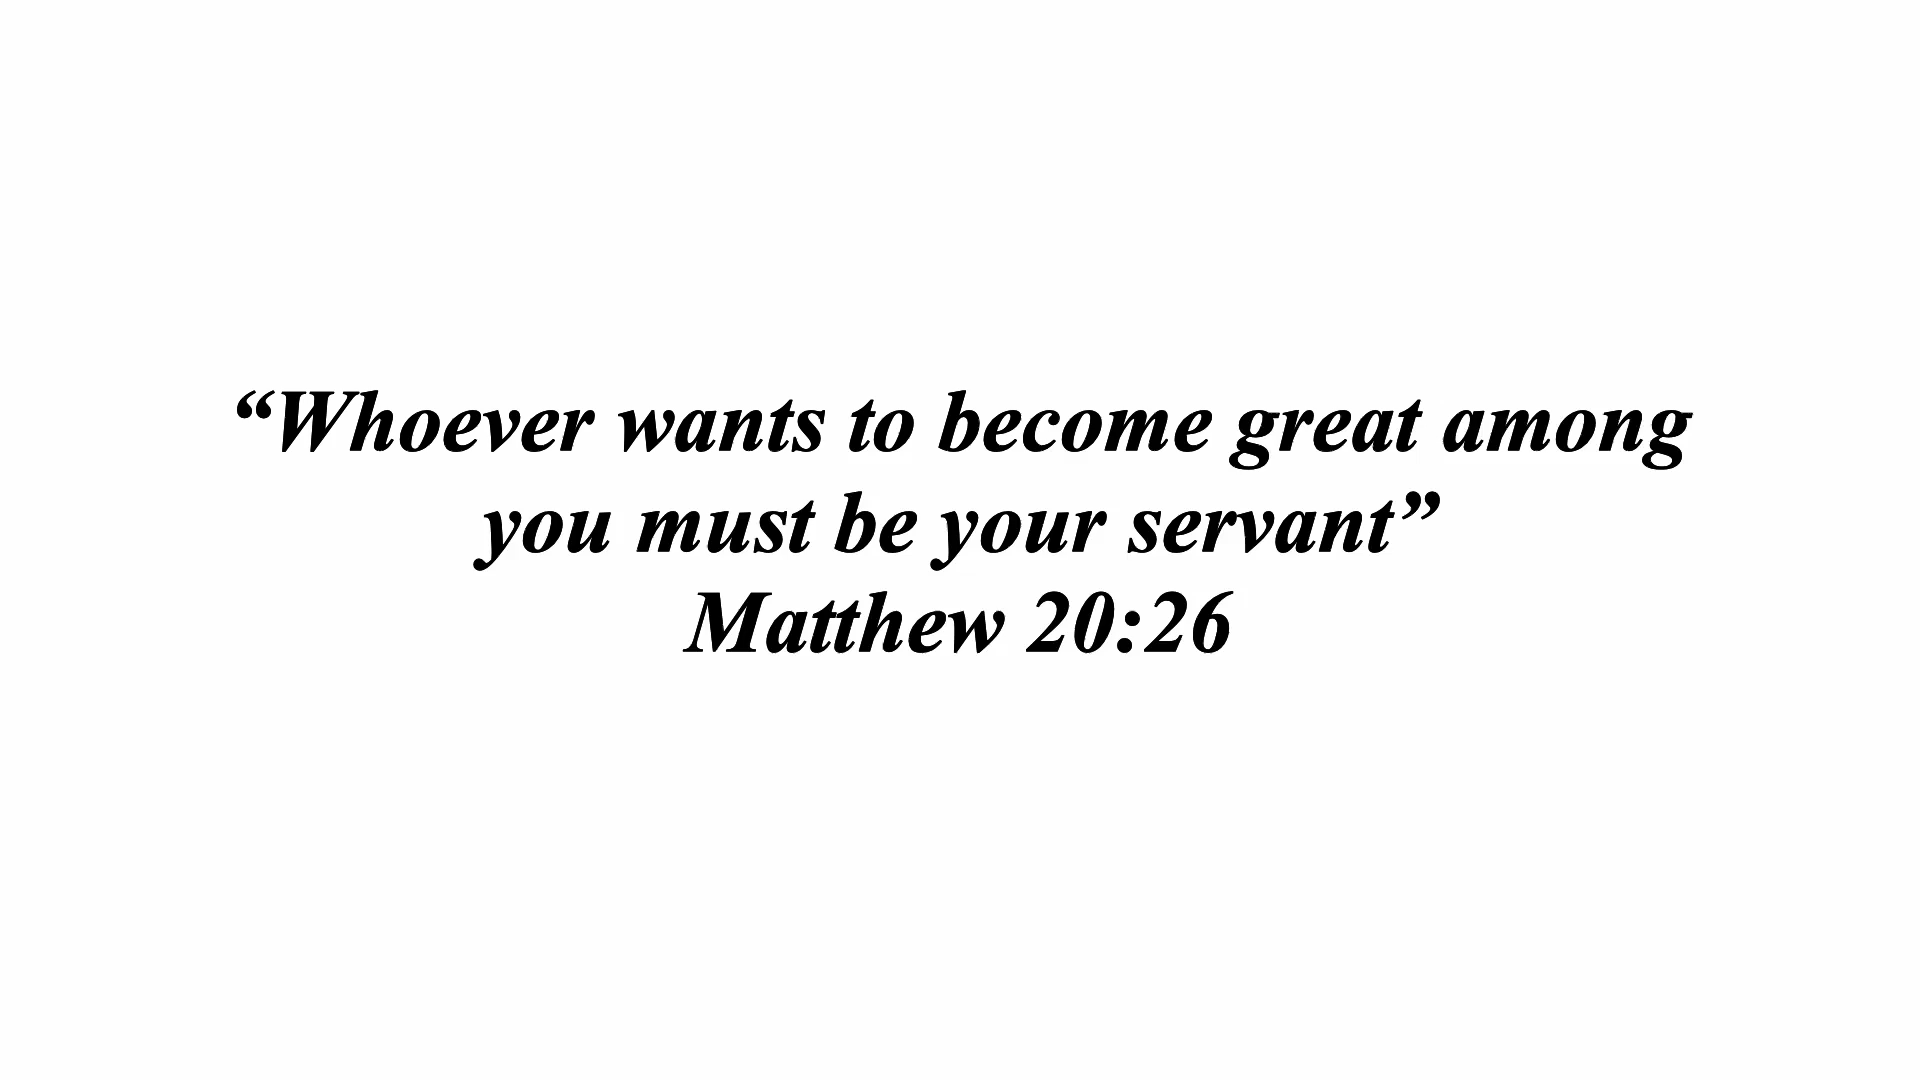 “Whoever wants to become great among
you must be your servant”
Matthew 20:26